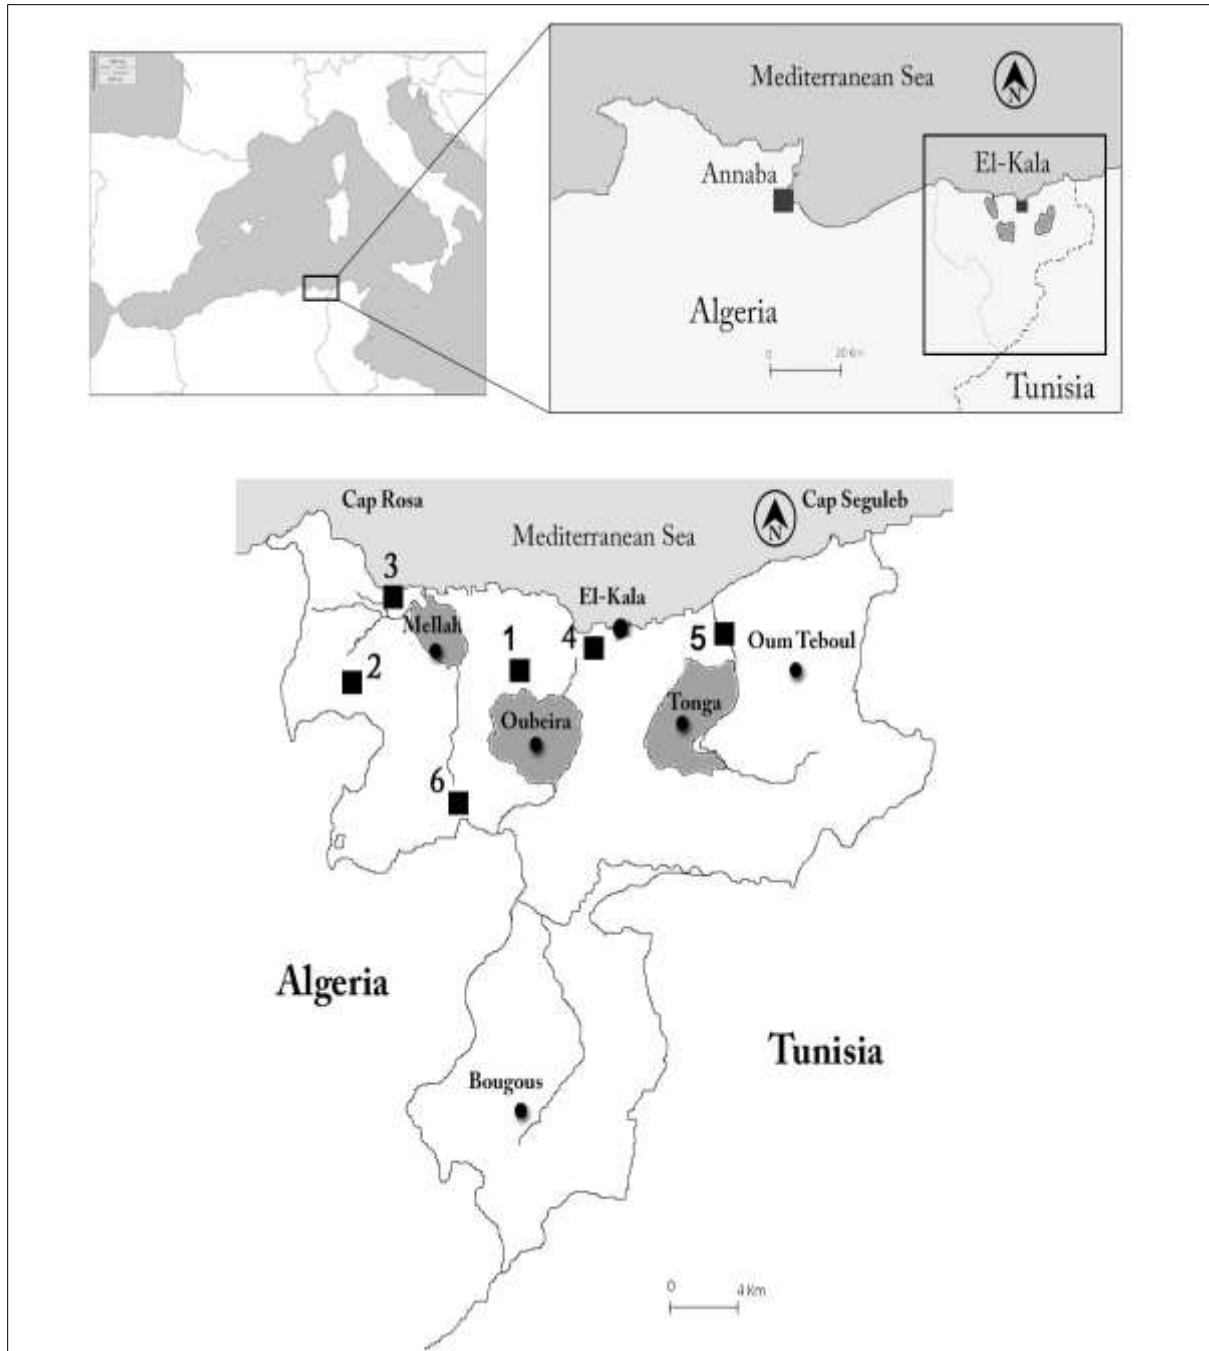 Mediterranean Sea
N
El-Kala
Annaba
Algeria
0 20 Km
Tunisia
Cap Rosa
Cap Seguleb
N
Mediterranean Sea
3
El-Kala
Mellah
1
4
5
Oum Teboul
2
Tonga
Oubeira
6
Algeria
Tunisia
Bougous
0
4 Km